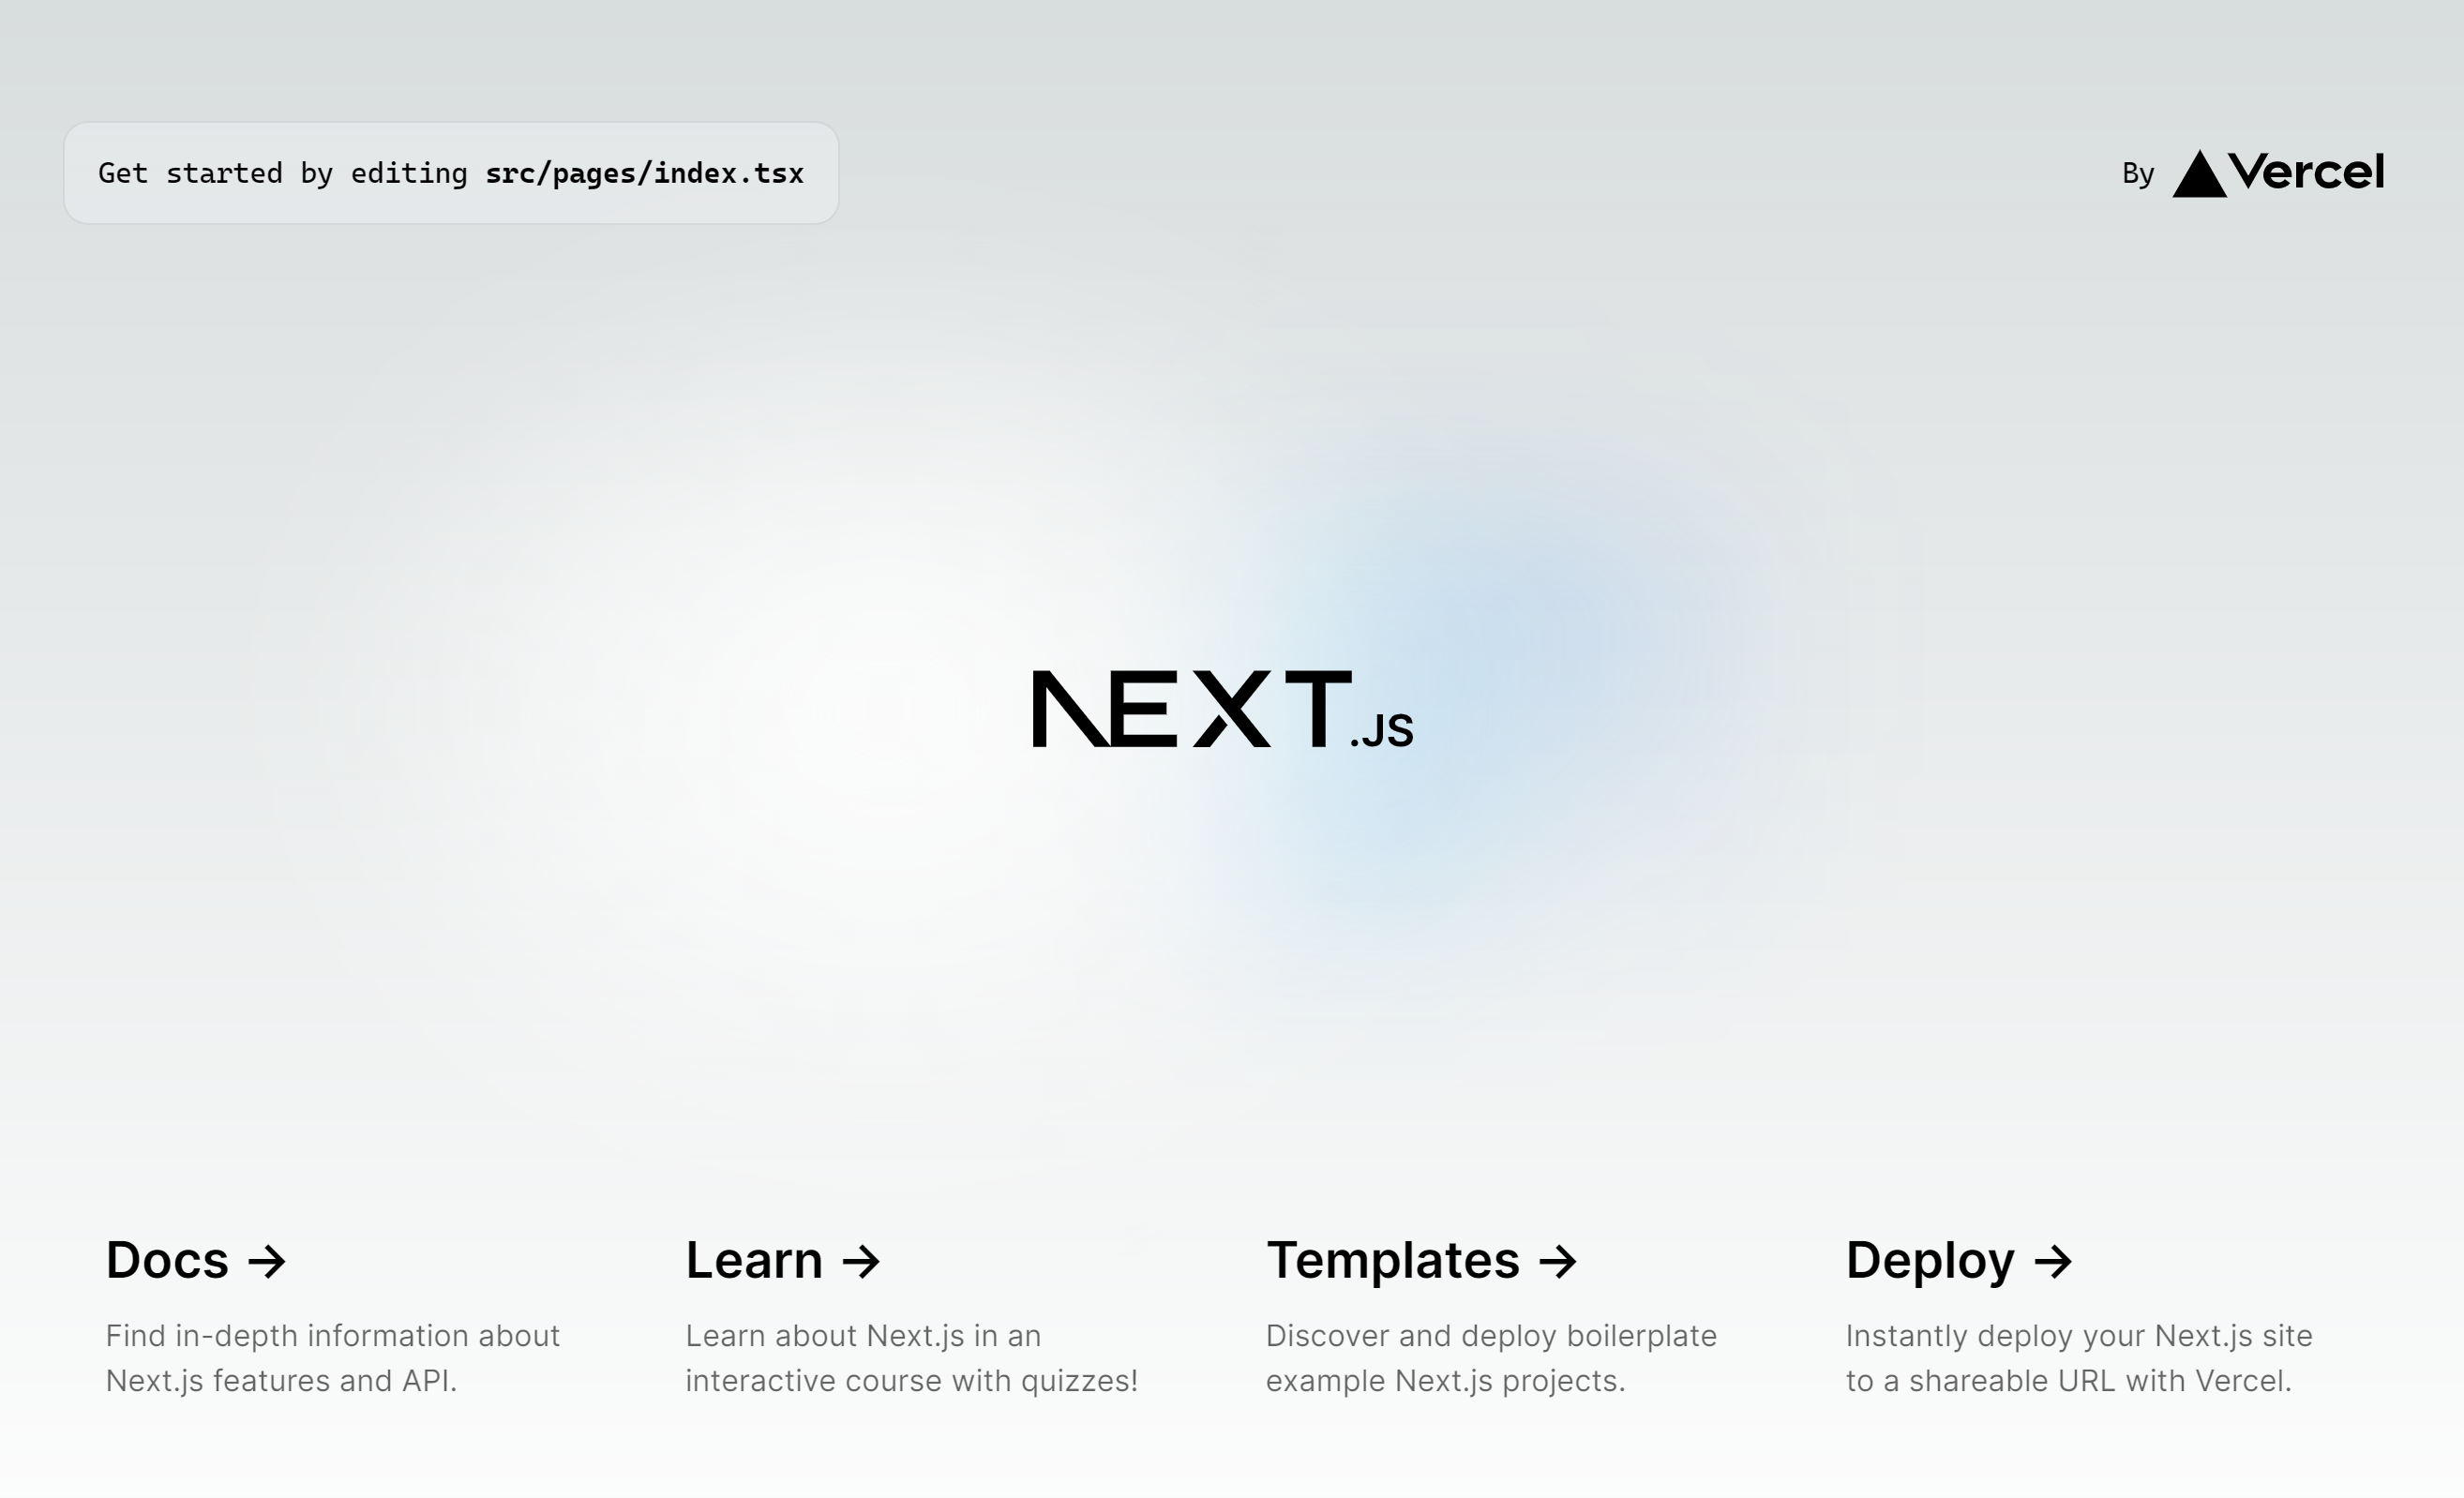 Get started by editing src/pages/index.tsx
By Vercel
NEXT.JS
Docs →
Find in-depth information about
Next.js features and API.
Learn →
Learn about Next.js in an
interactive course with quizzes!
Templates →
Discover and deploy boilerplate
example Next.js projects.
Deploy →
Instantly deploy your Next.js site
to a shareable URL with Vercel.